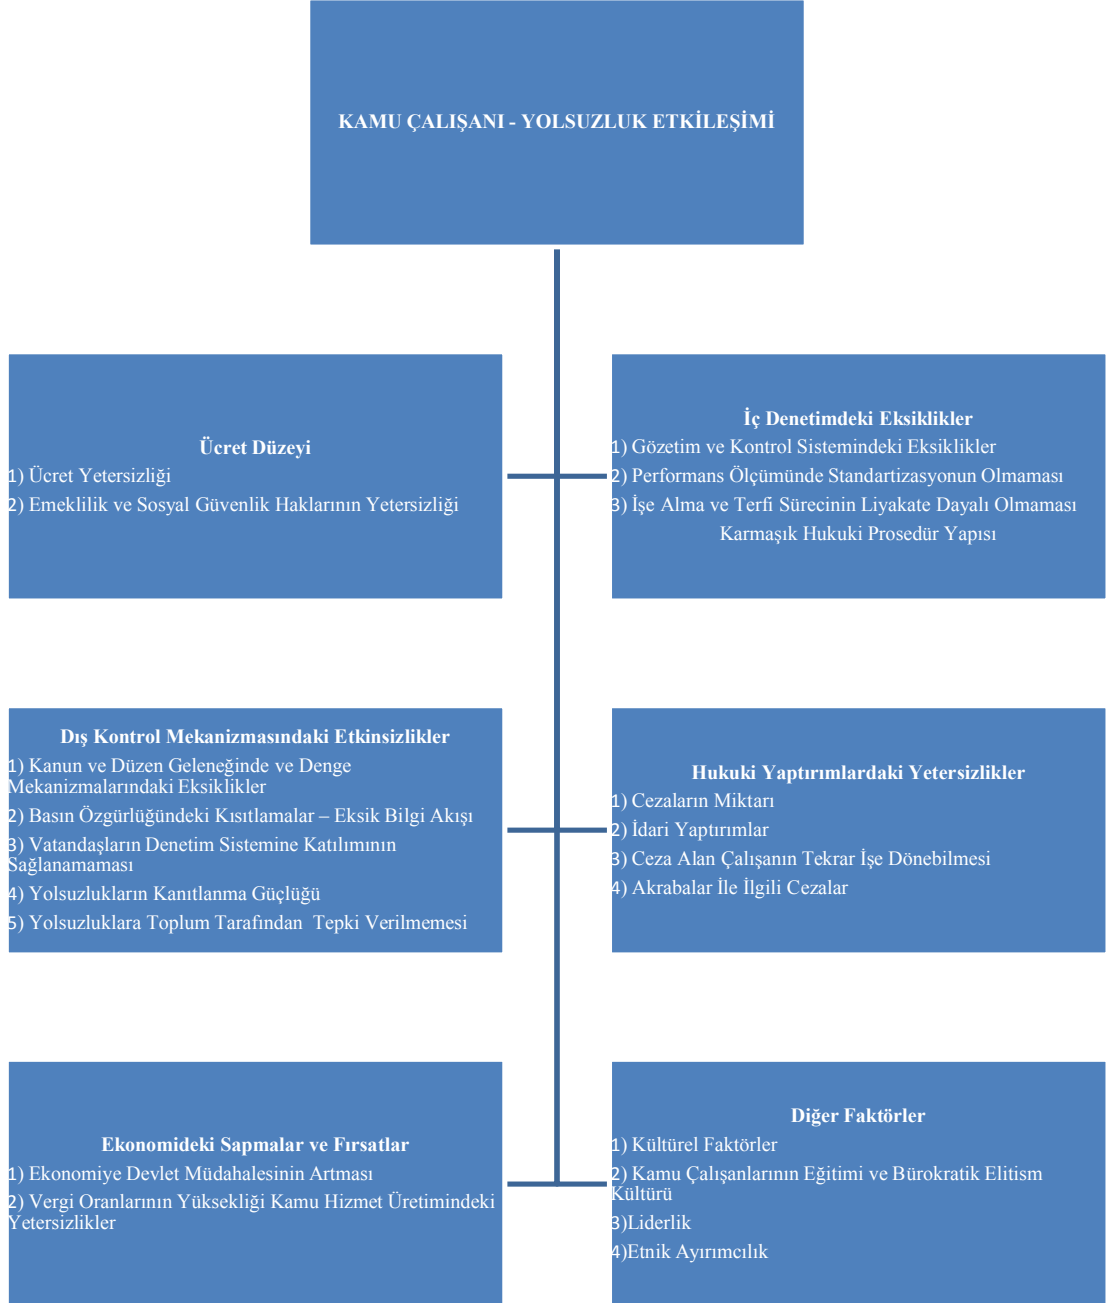 KAMU ÇALIŞANI - YOLSUZLUK ETKİLEŞİMİ
Ücret Düzeyi
1) Ücret Yetersizliği
2) Emeklilik ve Sosyal Güvenlik Haklarının Yetersizliği
İç Denetimdeki Eksiklikler
1) Gözetim ve Kontrol Sistemindeki Eksiklikler
2) Performans Ölçümünde Standartizasyonun Olmaması
3) İşe Alma ve Terfi Sürecinin Liyakate Dayalı Olmaması
Karmaşık Hukuki Prosedür Yapısı
Dış Kontrol Mekanizmasındaki Etkinsizlikler
1) Kanun ve Düzen Geleneğinde ve Denge
Mekanizmalarındaki Eksiklikler
2) Basın Özgürlüğündeki Kısıtlamalar – Eksik Bilgi Akışı
3) Vatandaşların Denetim Sistemine Katılımının
Sağlanamaması
4) Yolsuzlukların Kanıtlanma Güçlüğü
5) Yolsuzluklara Toplum Tarafından  Tepki Verilmemesi
Hukuki Yaptırımlardaki Yetersizlikler
1) Cezaların Miktarı
2) İdari Yaptırımlar
3) Ceza Alan Çalışanın Tekrar İşe Dönebilmesi
4) Akrabalar İle İlgili Cezalar
Ekonomideki Sapmalar ve Fırsatlar
1) Ekonomiye Devlet Müdahalesinin Artması
2) Vergi Oranlarının Yüksekliği Kamu Hizmet Üretimindeki
Yetersizlikler
Diğer Faktörler
1) Kültürel Faktörler
2) Kamu Çalışanlarının Eğitimi ve Bürokratik Elitism
Kültürü
3)Liderlik
4)Etnik Ayırımcılık